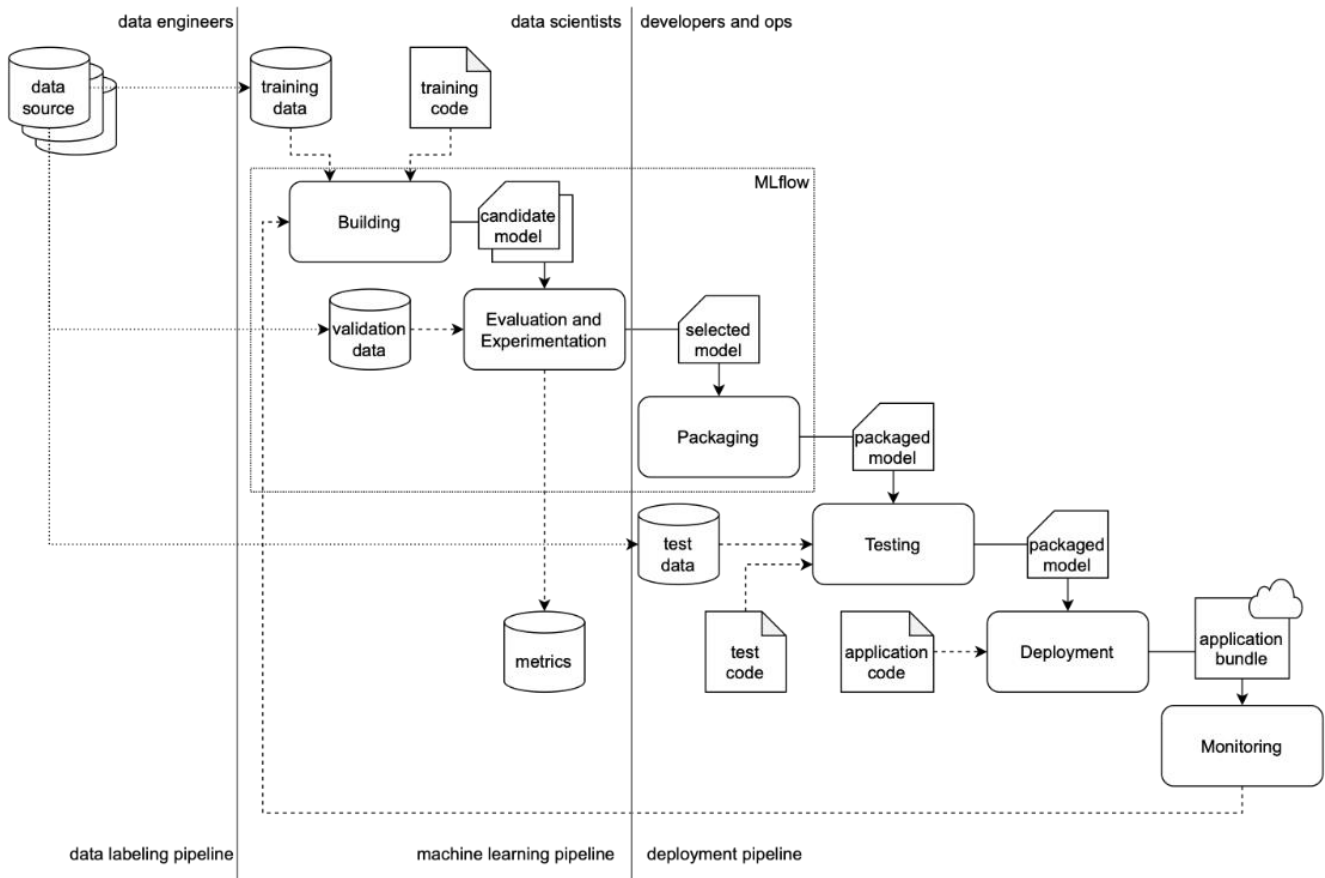 data engineers
data scientists
developers and ops
data
source
training
data
training
code
MLflow
Building
candidate
model
validation
data
Evaluation and
Experimentation
selected
model
Packaging
packaged
model
test
data
Testing
packaged
model
metrics
test
code
application
code
Deployment
application
bundle
Monitoring
data labeling pipeline
machine learning pipeline
deployment pipeline